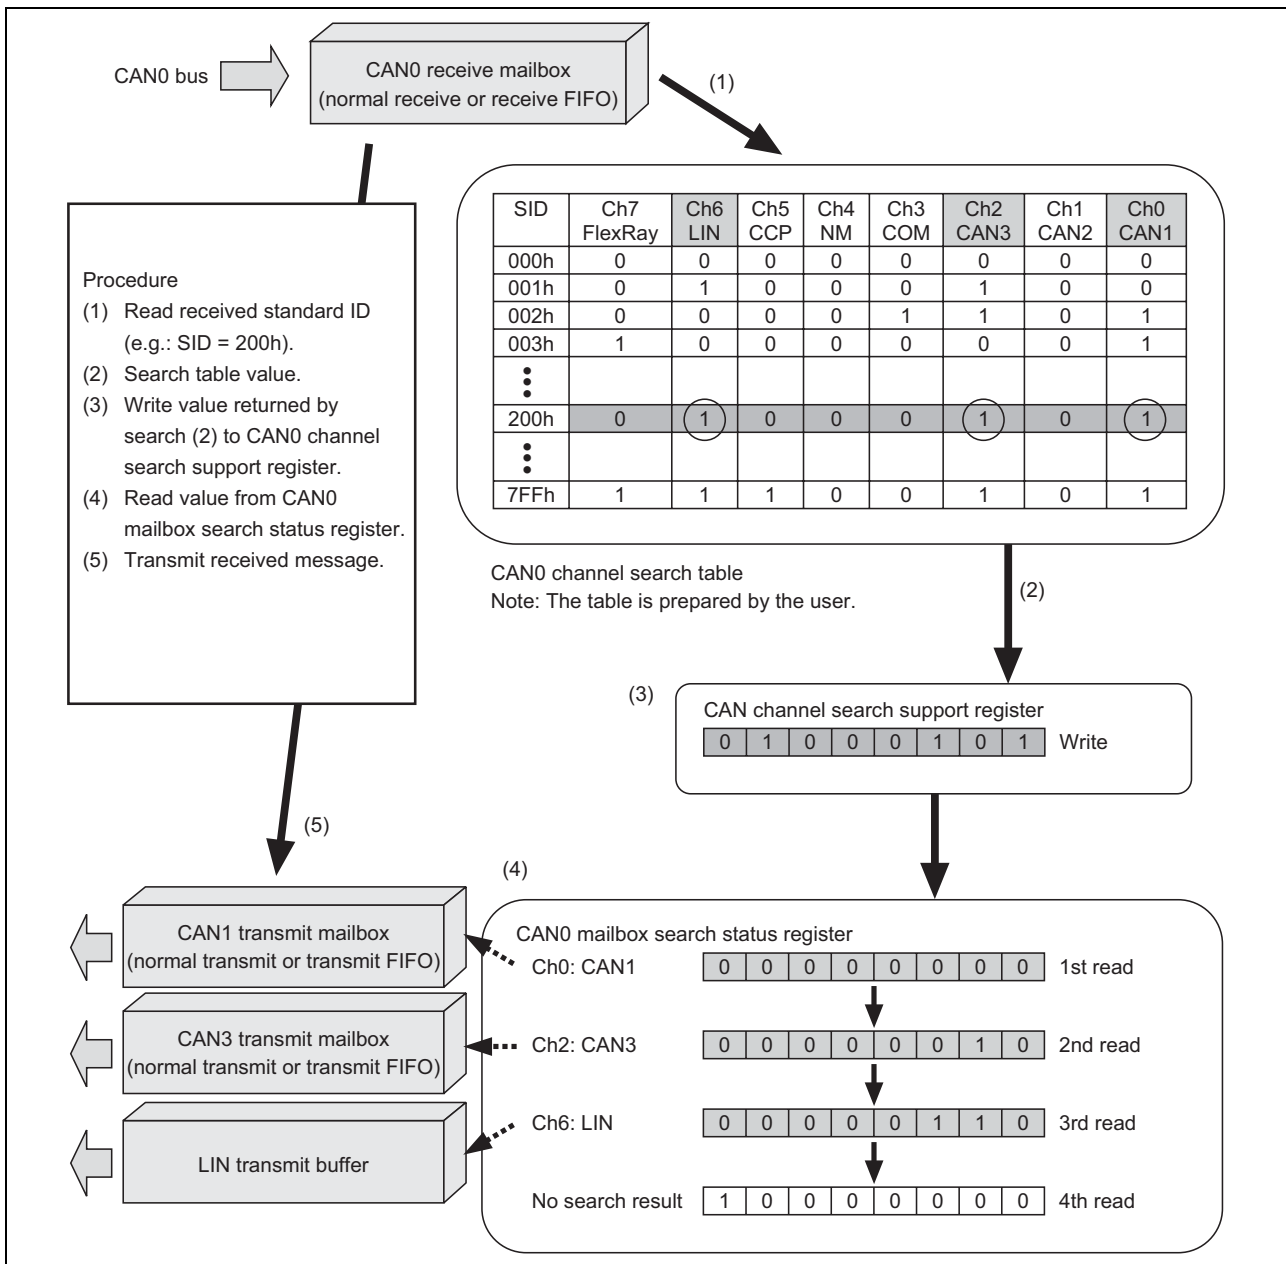 CAN0 bus
CAN0 receive mailbox
(normal receive or receive FIFO)
(1)
Procedure
(1) Read received standard ID
(e.g.: SID = 200h).
(2) Search table value.
(3) Write value returned by
search (2) to CAN0 channel
search support register.
(4) Read value from CAN0
mailbox search status register.
(5) Transmit received message.
SID Ch7 Ch6 Ch5 Ch4 Ch3 Ch2 Ch1 Ch0
FlexRay LIN CCP NM COM CAN3 CAN2 CAN1
000h 0 0 0 0 0 0 0 0
001h 0 1 0 0 0 1 0 0
002h 0 0 0 0 1 1 0 1
003h 1 0 0 0 0 0 0 1
200h 0 1 0 0 0 1 0 1
7FFh 1 1 1 0 0 1 0 1
CAN0 channel search table
Note: The table is prepared by the user.
(2)
(3)
CAN channel search support register
0 1 0 0 0 1 0 1 Write
(5)
(4)
CAN1 transmit mailbox
(normal transmit or transmit FIFO)
CAN3 transmit mailbox
(normal transmit or transmit FIFO)
LIN transmit buffer
CAN0 mailbox search status register
Ch0: CAN1 0 0 0 0 0 0 0 0 1st read
Ch2: CAN3 0 0 0 0 0 0 1 0 2nd read
Ch6: LIN 0 0 0 0 0 1 1 0 3rd read
No search result 1 0 0 0 0 0 0 0 4th read